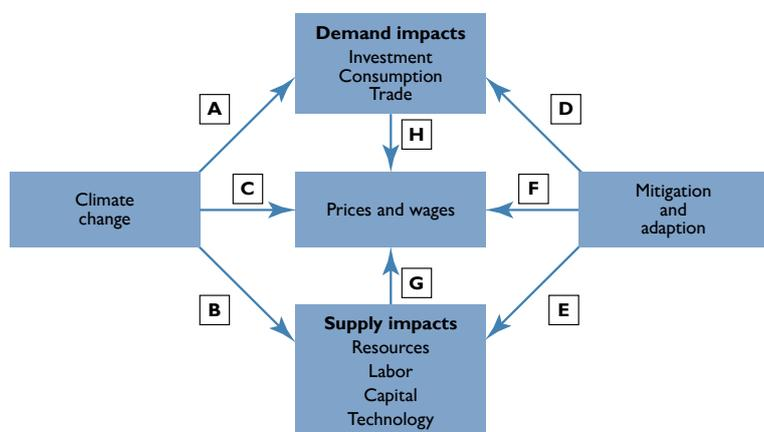 Demand impacts
Investment
Consumption
Trade
A
D
H
C
F
Climate
change
Prices and wages
Mitigation
and
adaption
G
B
E
Supply impacts
Resources
Labor
Capital
Technology